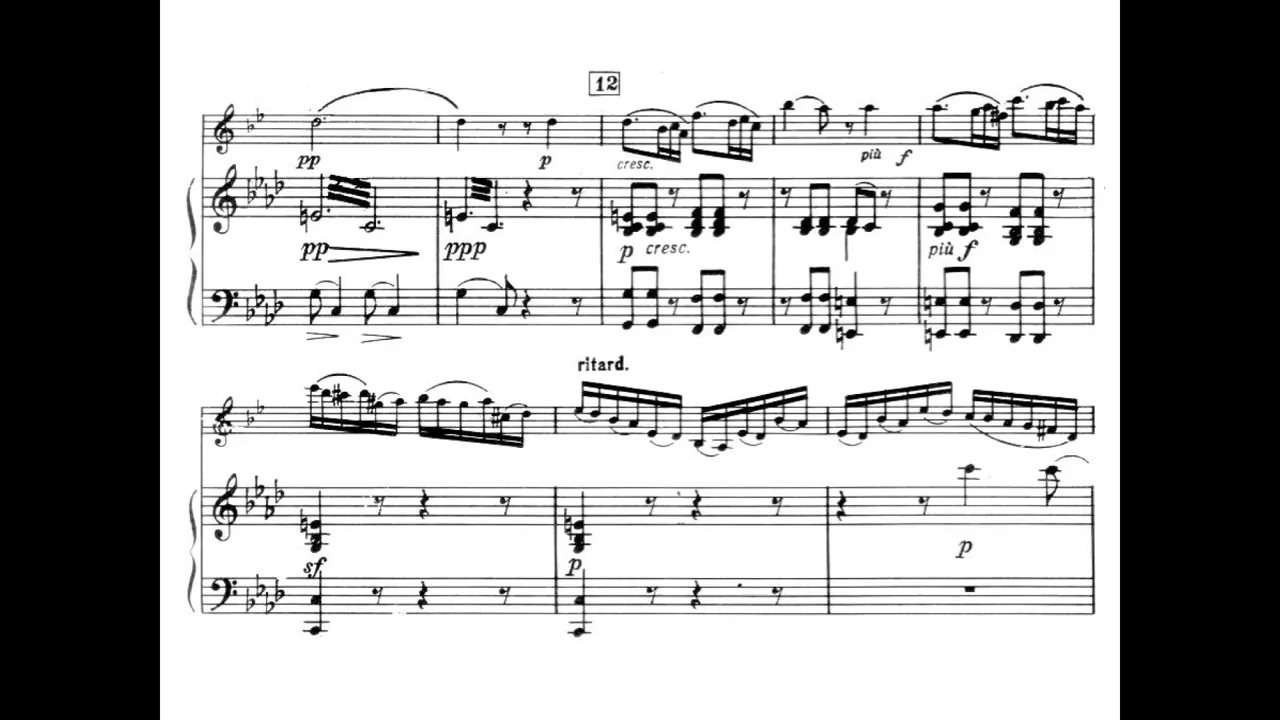 12
pp p cresc. più f
pp ppp p cresc. più f
ritard.
sf p p